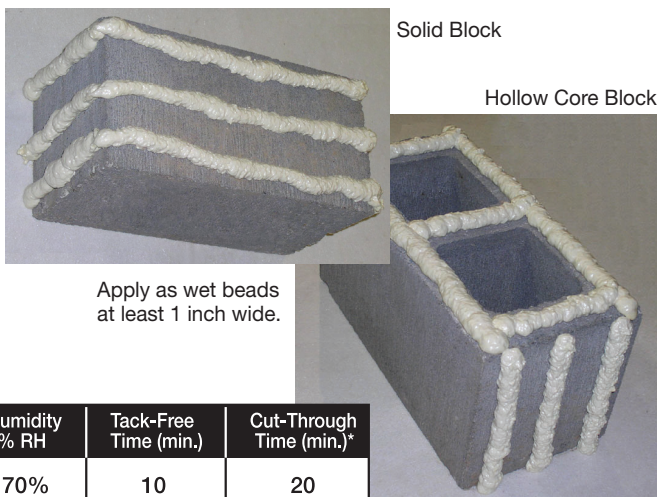 Solid Block
Hollow Core Block
Apply as wet beads
at least 1 inch wide.
% RH
Tack-Free
Time (min.)
Cut-Through
Time (min.)*
70%
10
20